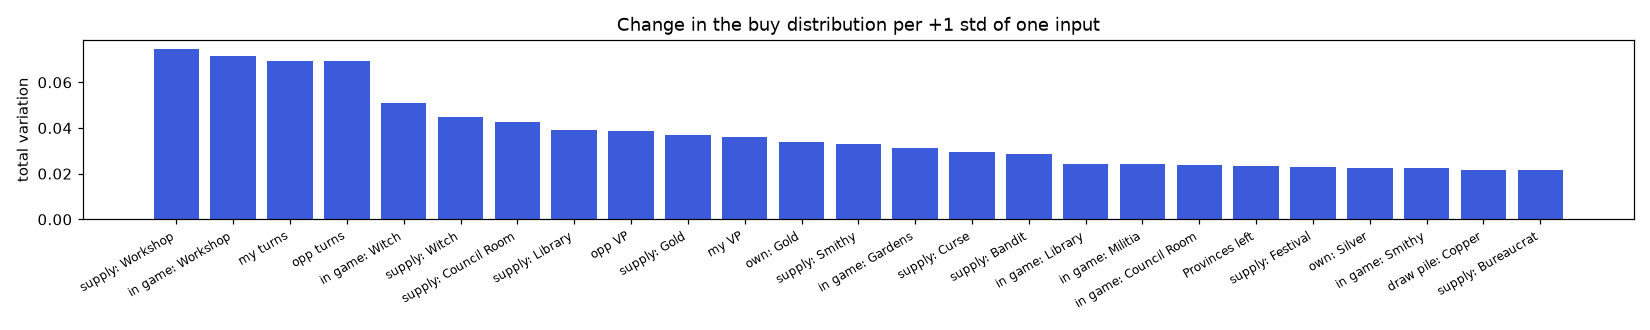 Change in the buy distribution per +1 std of one input
total variation
0.06
0.04
0.02
0.00
supply: Workshop
in game: Workshop
my turns
opp turns
in game: Witch
supply: Witch
supply: Council Room
supply: Library
opp VP
supply: Gold
my VP
own: Gold
supply: Smithy
in game: Gardens
supply: Curse
supply: Bandit
in game: Library
in game: Militia
in game: Council Room
Provinces left
supply: Festival
own: Silver
in game: Smithy
draw pile: Copper
supply: Bureaucrat